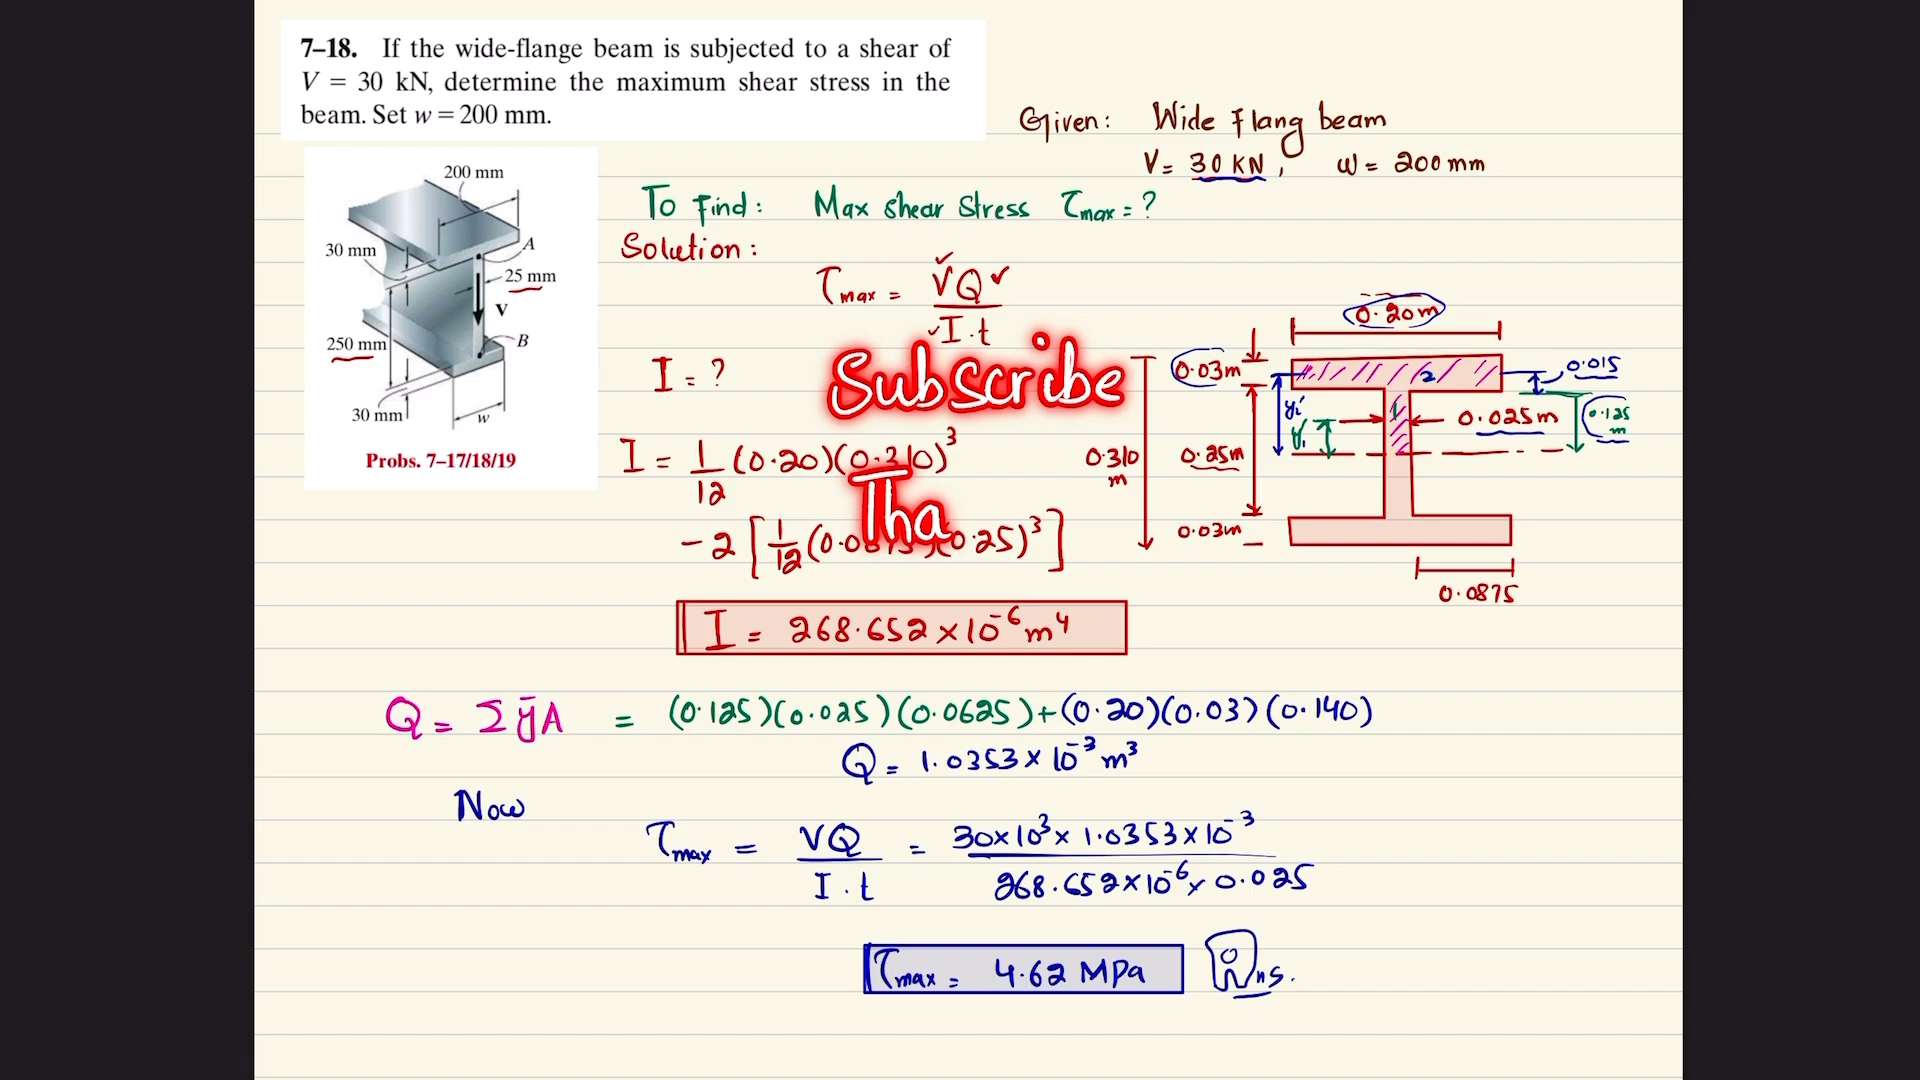 7–18. If the wide-flange beam is subjected to a shear of
V = 30 kN, determine the maximum shear stress in the
beam. Set w = 200 mm.
200 mm
30 mm
A
25 mm
V
250 mm
B
30 mm
w
Probs. 7–17/18/19
Given: Wide flang beam
V = 30 KN, w = 200 mm
To find: Max shear stress τmax = ?
Solution:
τmax = VQ / I.t
I = ?
I = 1/12 (0.20)(0.310)³
- 2 [1/12 (0.0875)(0.25)³]
Subscribe
Tha
I = 268.652 × 10⁻⁶ m⁴
0.20m
0.03m
2
0.015
y₂'
1
0.025m
0.125
m
y₁'
0.310
m
0.25m
0.03m
0.0875
Q = Σ ȳA = (0.125)(0.025)(0.0625) + (0.20)(0.03)(0.140)
Q = 1.0353 × 10⁻³ m³
Now
τmax = VQ / I.t = 30×10³ × 1.0353×10⁻³ / 268.652×10⁻⁶ × 0.025
τmax = 4.62 MPa Ans.